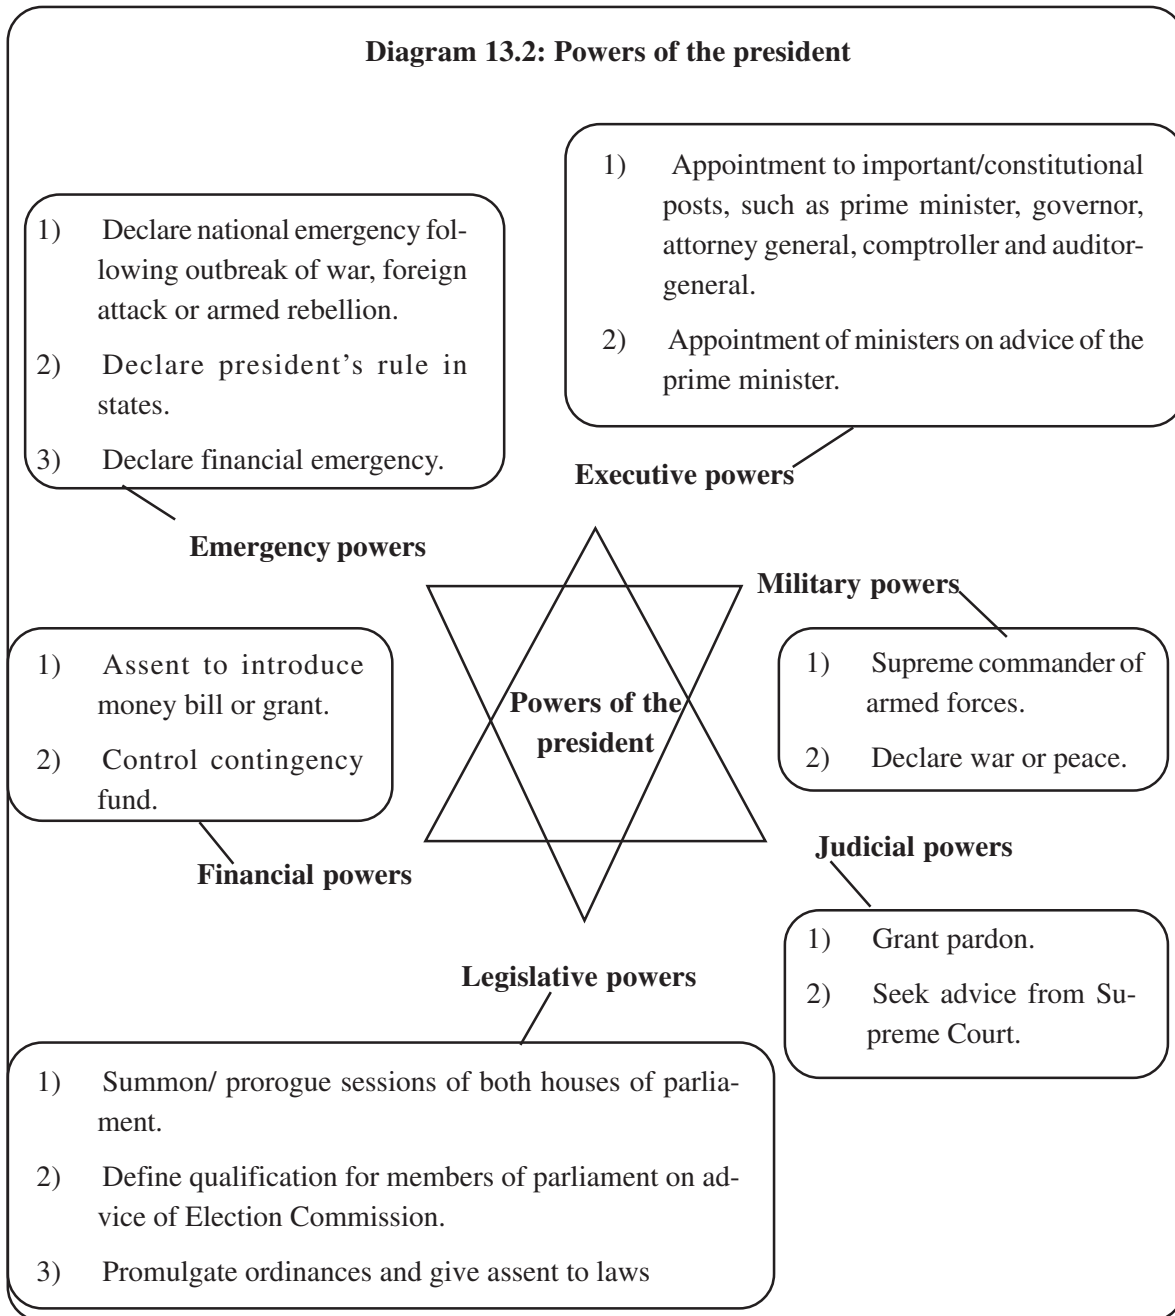 Diagram 13.2: Powers of the president
1) Appointment to important/constitutional
posts, such as prime minister, governor,
attorney general, comptroller and auditor-
general.
2) Appointment of ministers on advice of the
prime minister.
Executive powers
1) Declare national emergency fol-
lowing outbreak of war, foreign
attack or armed rebellion.
2) Declare president's rule in
states.
3) Declare financial emergency.
Emergency powers
Military powers
1) Supreme commander of
armed forces.
2) Declare war or peace.
1) Assent to introduce
money bill or grant.
2) Control contingency
fund.
Financial powers
Powers of the
president
Judicial powers
1) Grant pardon.
2) Seek advice from Su-
preme Court.
Legislative powers
1) Summon/ prorogue sessions of both houses of parlia-
ment.
2) Define qualification for members of parliament on ad-
vice of Election Commission.
3) Promulgate ordinances and give assent to laws